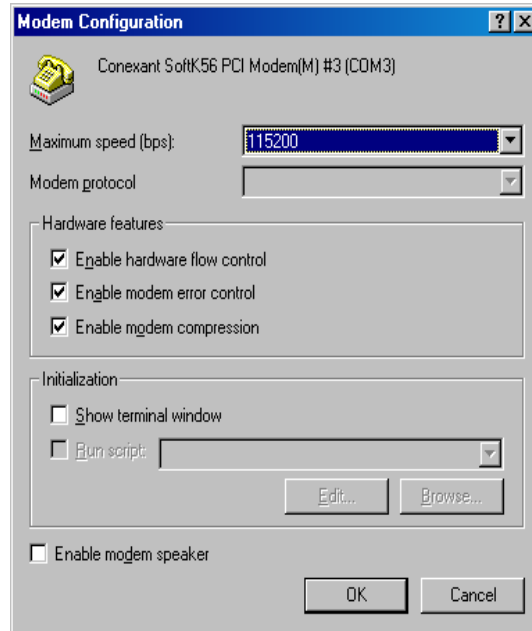 Modem Configuration
Conexant SoftK56 PCI Modem(M) #3 (COM3)
Maximum speed (bps): 115200
Modem protocol
Hardware features
Enable hardware flow control
Enable modem error control
Enable modem compression
Initialization
Show terminal window
Run script:
Edit... Browse...
Enable modem speaker
OK Cancel